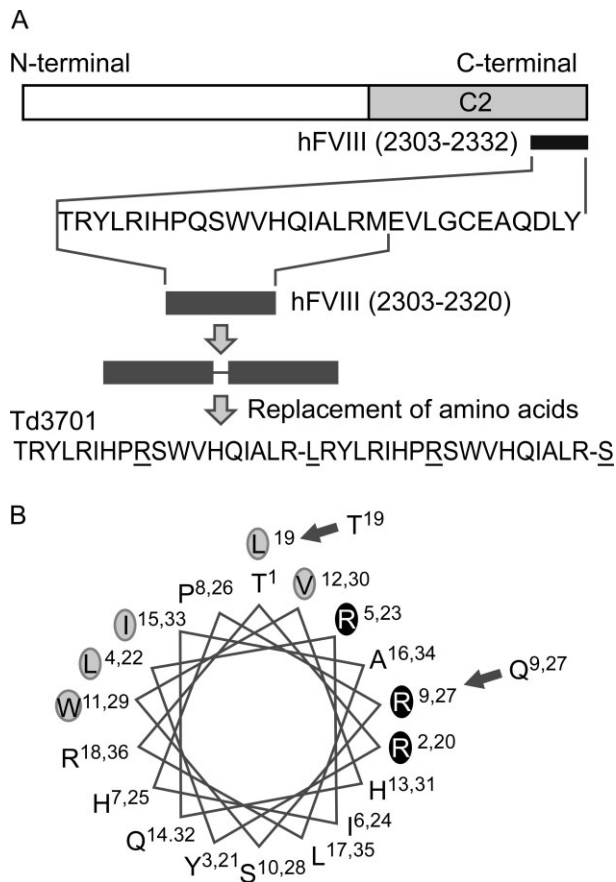 A
N-terminal C-terminal
C2
hFVIII (2303-2332)
TRYLRIHPQSWVHQIALRMEVLGCEAQDLY
hFVIII (2303-2320)
Replacement of amino acids
Td3701
TRYLRIHPRSWVHQIALR-LRYLRIHPRSWVHQIALR-S
B
L 19 T19
P8,26 T1 V 12,30
I 15,33 R 5,23
L 4,22 A16,34
W 11,29 R 9,27 Q9,27
R18,36 R 2,20
H7,25 H13,31
Q14.32 I6,24
Y3,21 S10,28 L17,35